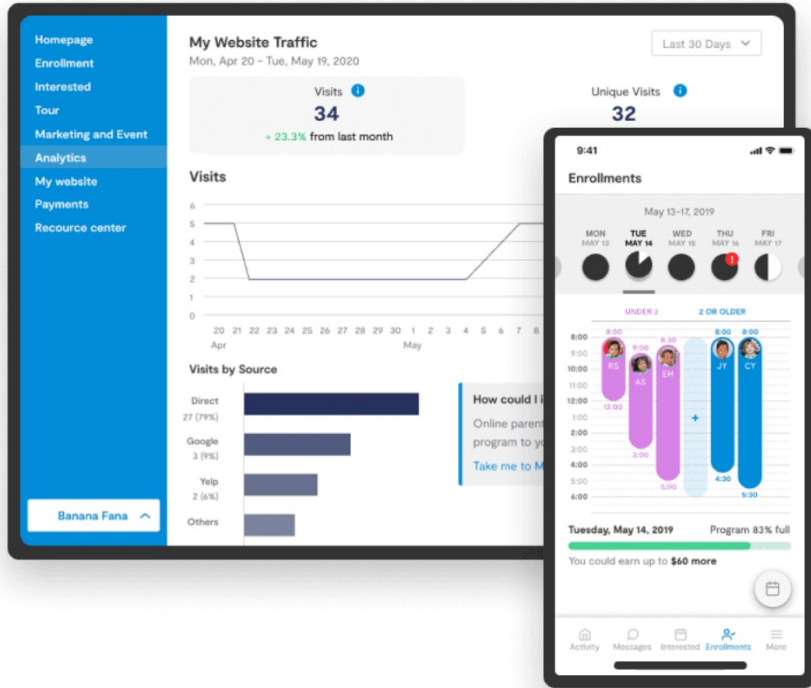 Homepage
Enrollment
Interested
Tour
Marketing and Event
Analytics
My website
Payments
Recource center
Banana Fana
My Website Traffic
Mon, Apr 20 - Tue, May 19, 2020
Last 30 Days
Visits
34
+ 23.3% from last month
Unique Visits
32
Visits
6
5
4
3
2
1
0
20 21 22 23 24 25 26 27 28 29 30 1 2 3 4 5 6 7 8
Apr May
Visits by Source
Direct
27 (79%)
Google
3 (9%)
Yelp
2 (6%)
Others
How could I i
Online parent
program to yo
Take me to M
9:41
Enrollments
May 13-17, 2019
MON TUE WED THU FRI
MAY 13 MAY 14 MAY 15 MAY 16 MAY 17
!
UNDER 2 2 OR OLDER
8:00
9:00
10:00
11:00
12:00
1:00
2:00
3:00
4:00
5:00
6:00
8:00
RS
12:00
9:00
AS
3:00
8:30
EH
5:00
+
8:00
JY
4:30
8:00
CY
5:30
Tuesday, May 14, 2019 Program 83% full
You could earn up to $60 more
Activity Messages Interested Enrollments More